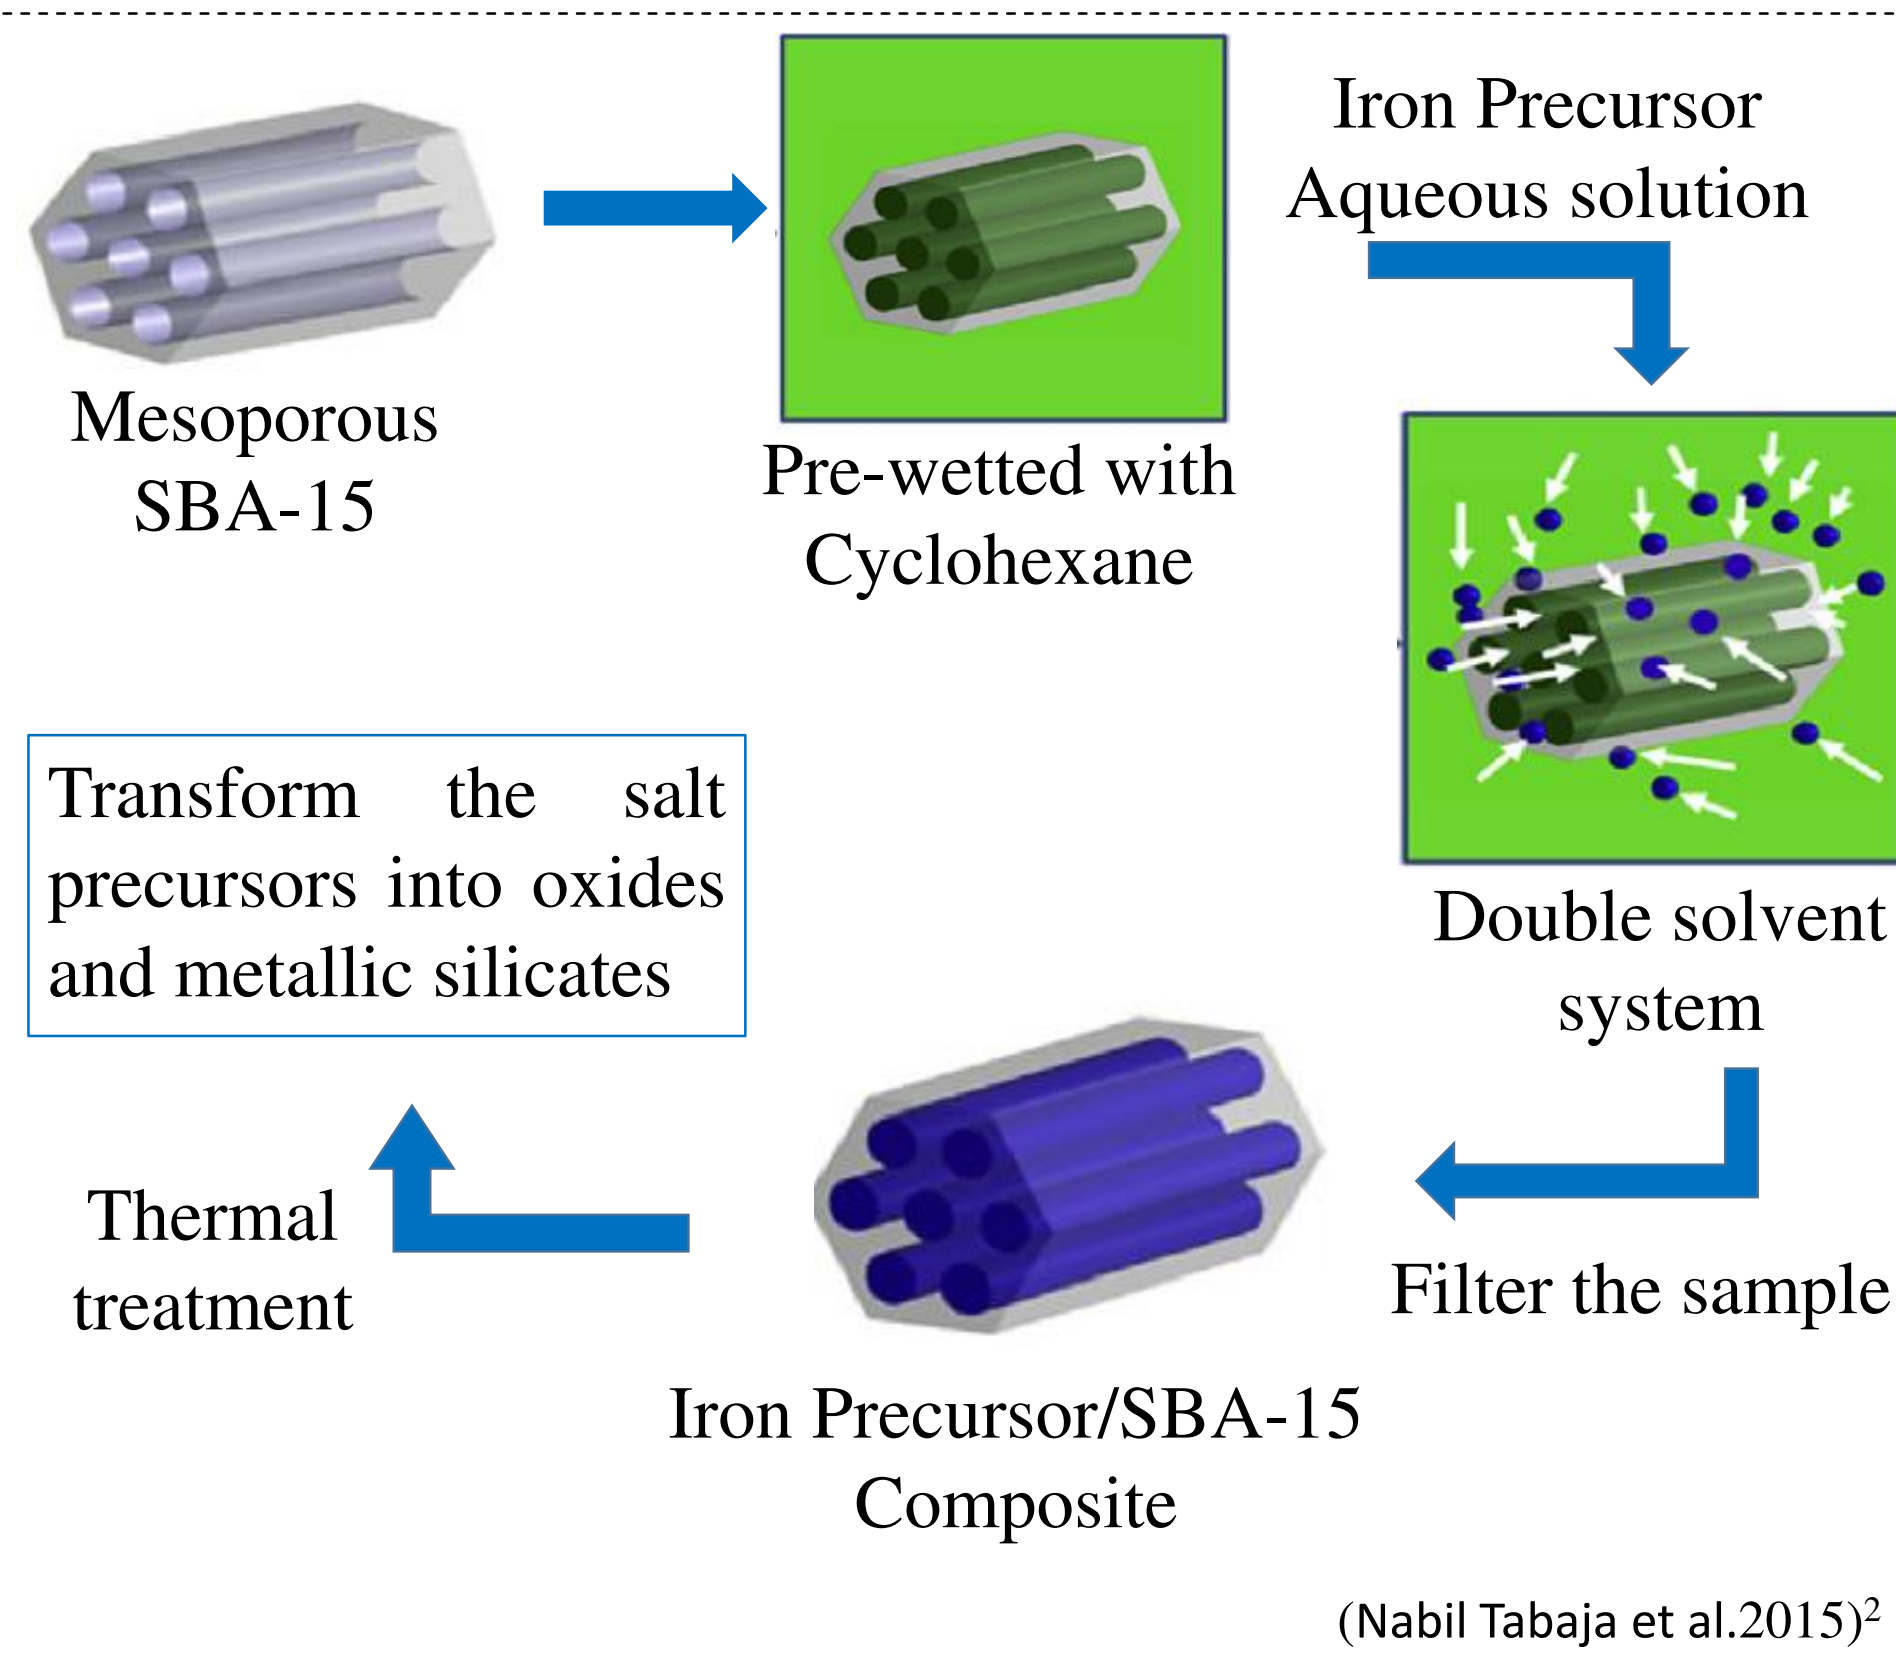 Mesoporous
SBA-15
Pre-wetted with
Cyclohexane
Iron Precursor
Aqueous solution
Double solvent
system
Filter the sample
Iron Precursor/SBA-15
Composite
Thermal
treatment
Transform the salt
precursors into oxides
and metallic silicates
(Nabil Tabaja et al.2015)²